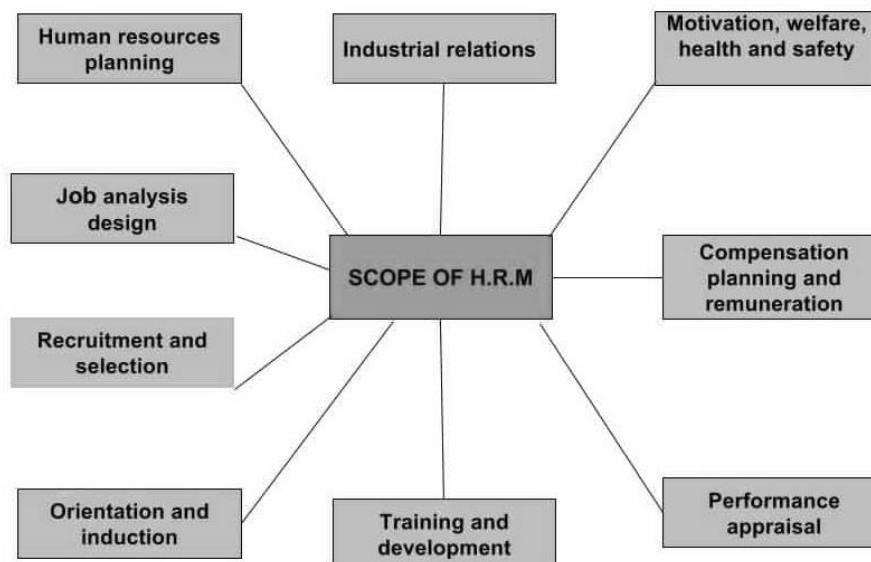 Human resources
planning
Industrial relations
Motivation, welfare,
health and safety
Job analysis
design
SCOPE OF H.R.M
Compensation
planning and
remuneration
Recruitment and
selection
Orientation and
induction
Training and
development
Performance
appraisal